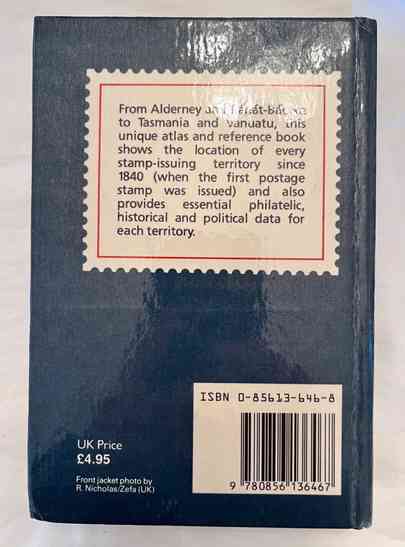 From Alderney and
to Tasmania and Vanuatu, this
unique atlas and reference book
shows the location of every
stamp-issuing territory since
1840 (when the first postage
stamp was issued) and also
provides essential philatelic,
historical and political data for
each territory.
ISBN 0-85613-646-8
9 780856 136467
UK Price
£4.95
Front jacket photo by
R. Nicholas/Zefa (UK)